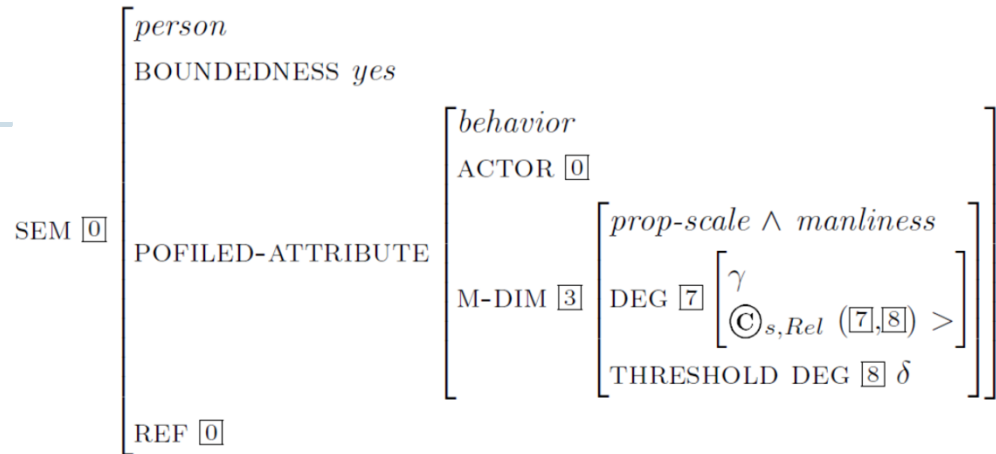 person
BOUNDEDNESS yes
behavior
ACTOR 0
prop-scale ∧ manliness
SEM 0
POFILED-ATTRIBUTE
M-DIM 3
DEG 7
γ
©s,Rel (7,8) >
THRESHOLD DEG 8 δ
REF 0